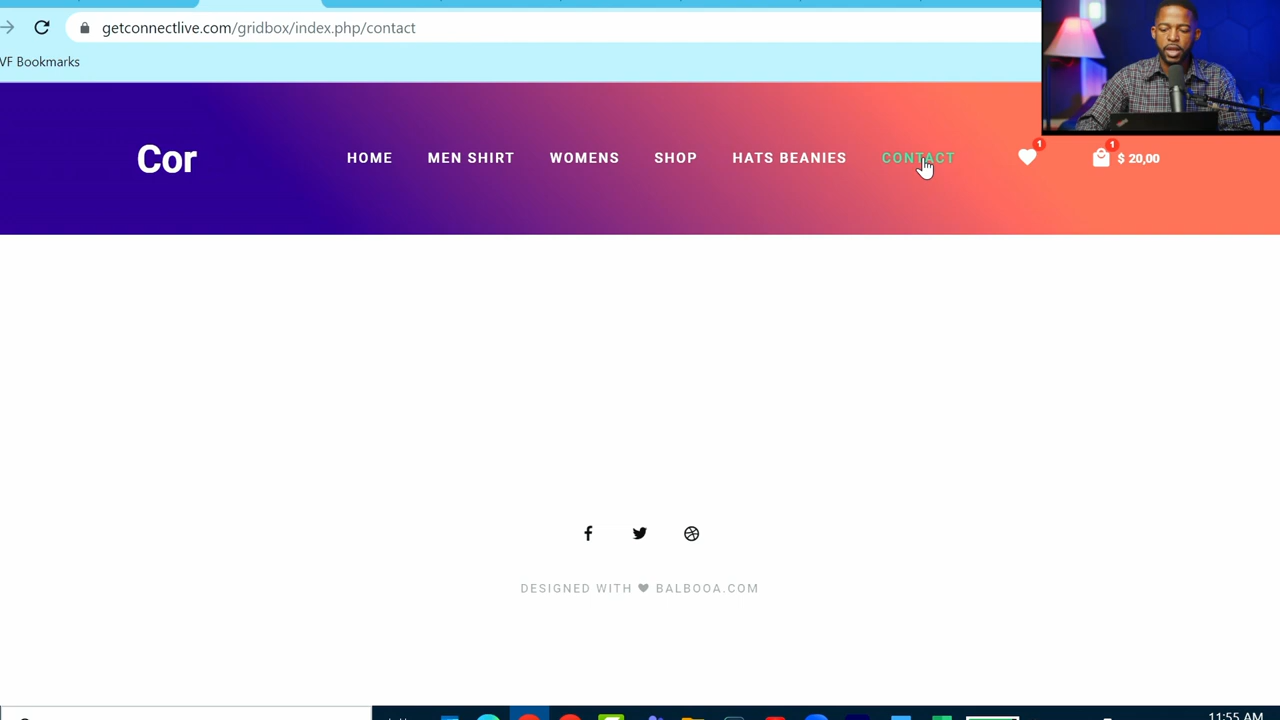 getconnectlive.com/gridbox/index.php/contact
VF Bookmarks
Cor
HOME
MEN SHIRT
WOMENS
SHOP
HATS BEANIES
CONTACT
1
1
$ 20,00
DESIGNED WITH BALBOOA.COM
11:55 AM